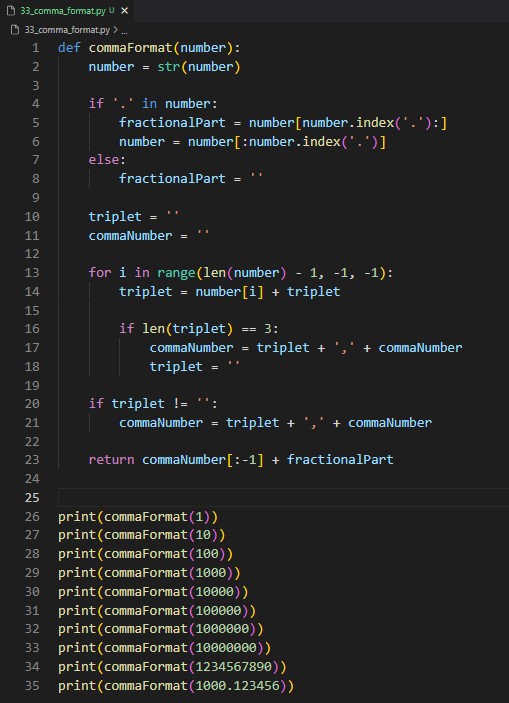 33_comma_format.py U ×
33_comma_format.py > ...
1 def commaFormat(number):
2     number = str(number)
3
4     if '.' in number:
5         fractionalPart = number[number.index('.'):]
6         number = number[:number.index('.')]
7     else:
8         fractionalPart = ''
9
10     triplet = ''
11     commaNumber = ''
12
13     for i in range(len(number) - 1, -1, -1):
14         triplet = number[i] + triplet
15
16         if len(triplet) == 3:
17             commaNumber = triplet + ',' + commaNumber
18             triplet = ''
19
20     if triplet != '':
21         commaNumber = triplet + ',' + commaNumber
22
23     return commaNumber[:-1] + fractionalPart
24
25
26 print(commaFormat(1))
27 print(commaFormat(10))
28 print(commaFormat(100))
29 print(commaFormat(1000))
30 print(commaFormat(10000))
31 print(commaFormat(100000))
32 print(commaFormat(1000000))
33 print(commaFormat(10000000))
34 print(commaFormat(1234567890))
35 print(commaFormat(1000.123456))